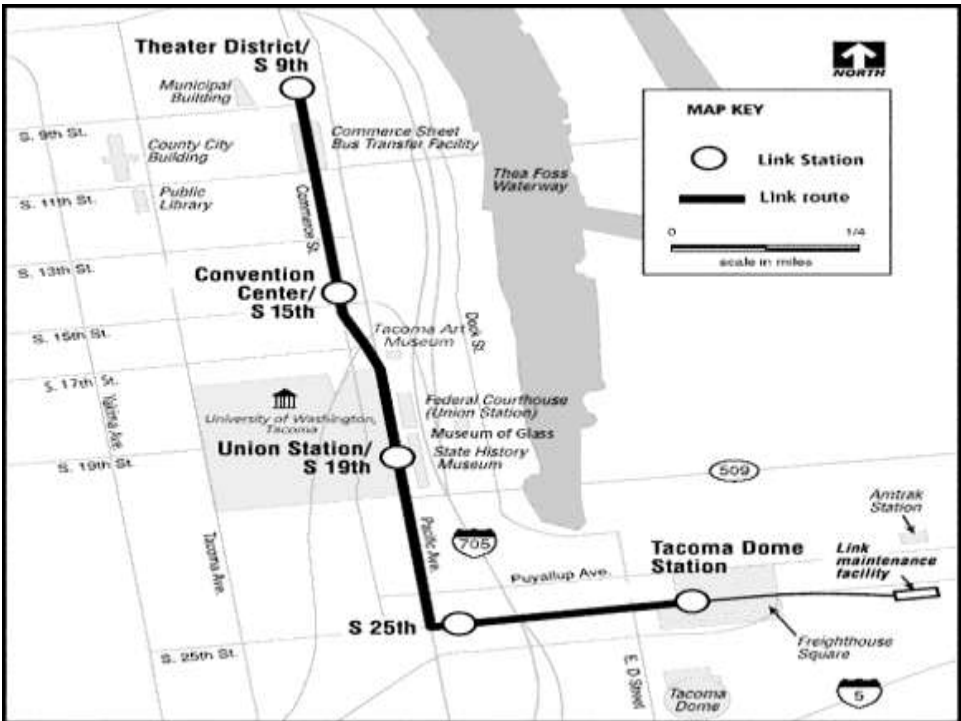 Theater District/
S 9th
NORTH
Municipal
Building
MAP KEY
S. 9th St.
County City
Building
Commerce Street
Bus Transfer Facility
Link Station
Thea Foss
Waterway
S. 11th St.
Public
Library
Link route
Commerce St.
0 1/4
scale in miles
S. 13th St.
Convention
Center/
S 15th
S. 15th St.
Tacoma Art
Museum
Dock St.
S. 17th St.
Yakima Ave.
University of Washington,
Tacoma
Federal Courthouse
(Union Station)
Museum of Glass
Union Station/
S 19th
State History
Museum
S. 19th St.
509
Amtrak
Station
Tacoma Ave.
Pacific Ave.
705
Tacoma Dome
Station
Link
maintenance
facility
Puyallup Ave.
S 25th
Freighthouse
Square
S. 25th St.
E. D Street
Tacoma
Dome
5